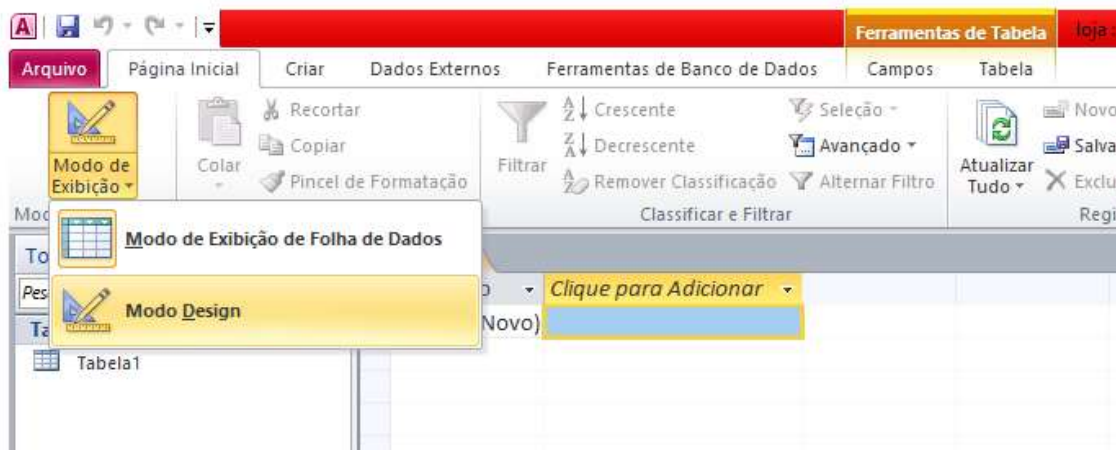 Ferramentas de Tabela loja
Arquivo Página Inicial Criar Dados Externos Ferramentas de Banco de Dados Campos Tabela
Modo de Exibição
Colar
Recortar
Copiar
Pincel de Formatação
Filtrar
Crescente
Decrescente
Remover Classificação
Seleção
Avançado
Alternar Filtro
Atualizar Tudo
Novo
Salva
Exclu
Classificar e Filtrar
Regi
Modo de Exibição de Folha de Dados
Modo Design
Clique para Adicionar
Novo)
Tabela1